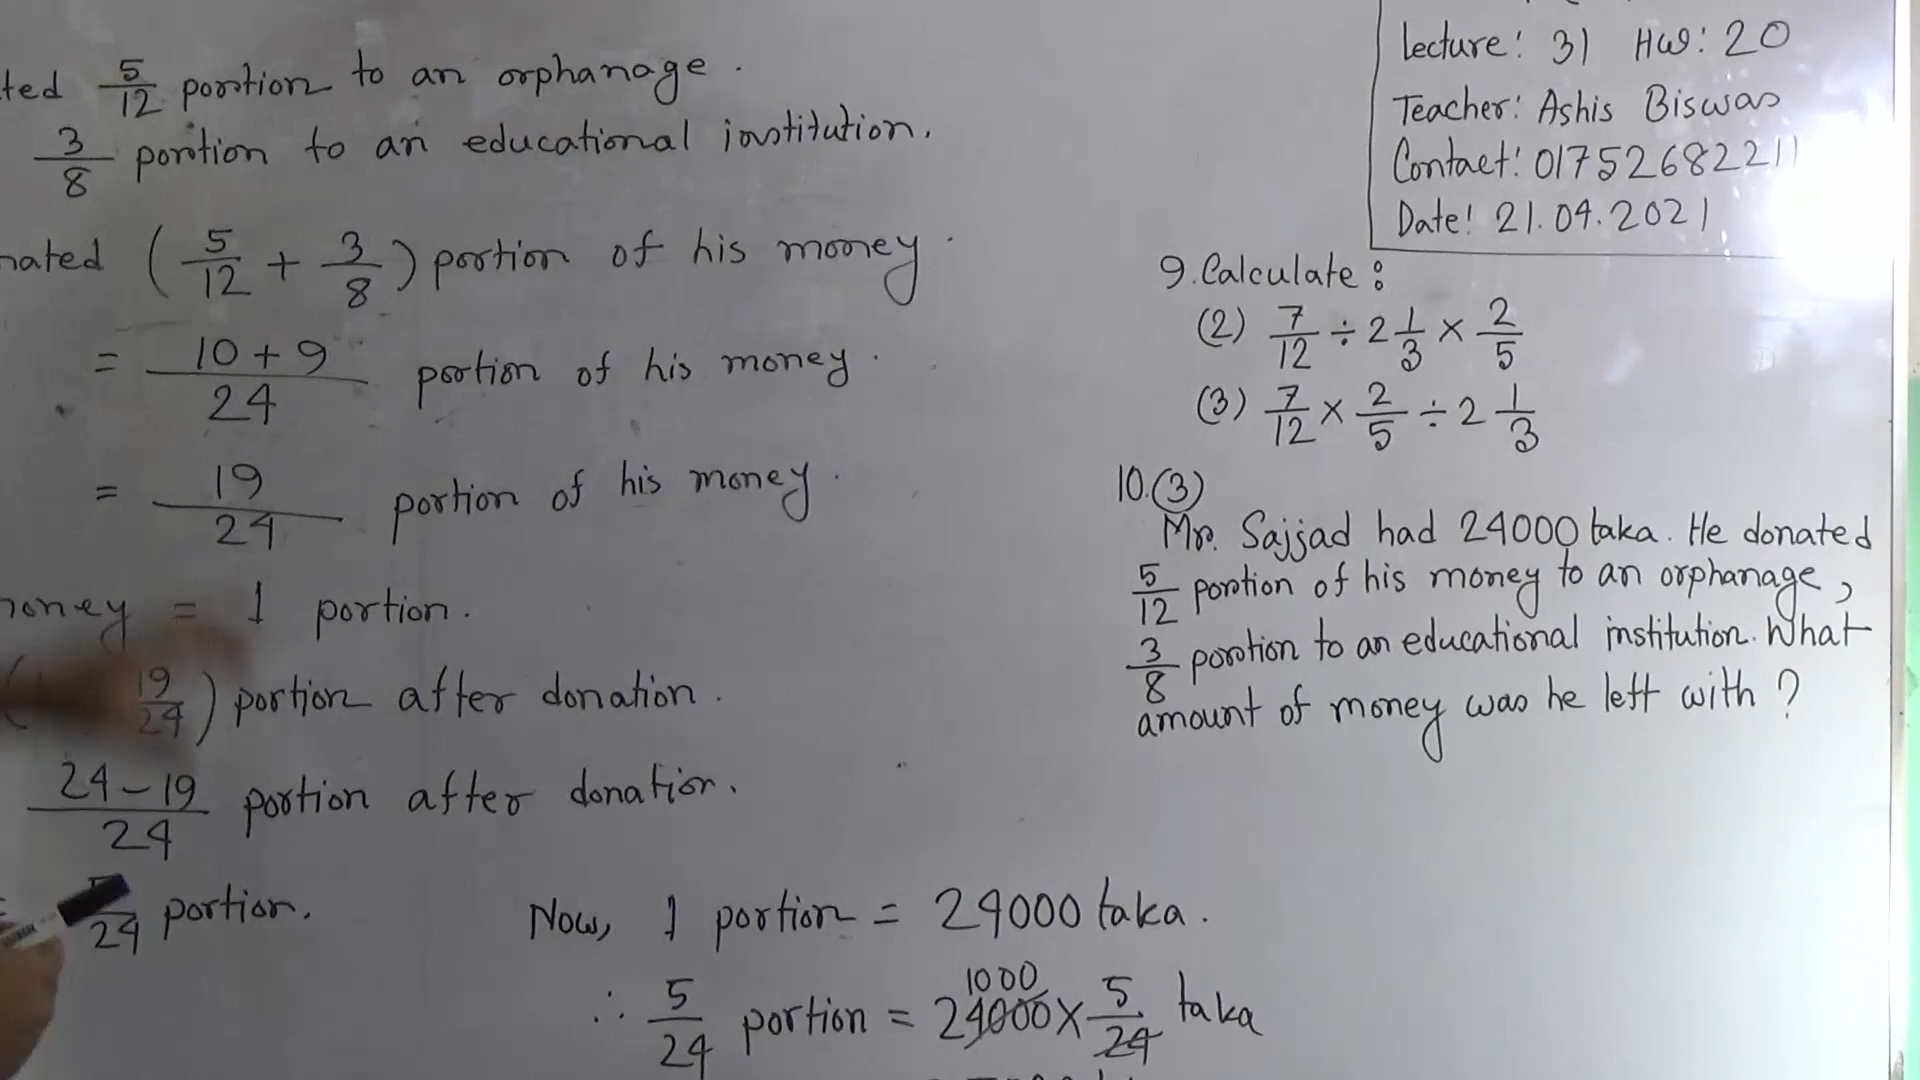 ted 5/12 portion to an orphanage.
3/8 portion to an educational institution.
nated (5/12 + 3/8) portion of his money.
= 10+9/24 portion of his money.
= 19/24 portion of his money.
money = 1 portion.
( 19/24) portion after donation.
24-19/24 portion after donation.
/24 portion.
Now, 1 portion = 24000 taka.
1000
∴ 5/24 portion = 24000 × 5/24 taka
Lecture: 31 HW: 20
Teacher: Ashis Biswas
Contact: 01752682211
Date: 21.04.2021
9. Calculate:
(2) 7/12 ÷ 2 1/3 × 2/5
(3) 7/12 × 2/5 ÷ 2 1/3
10.(3)
Mr. Sajjad had 24000 taka. He donated
5/12 portion of his money to an orphanage,
3/8 portion to an educational institution. What
amount of money was he left with?